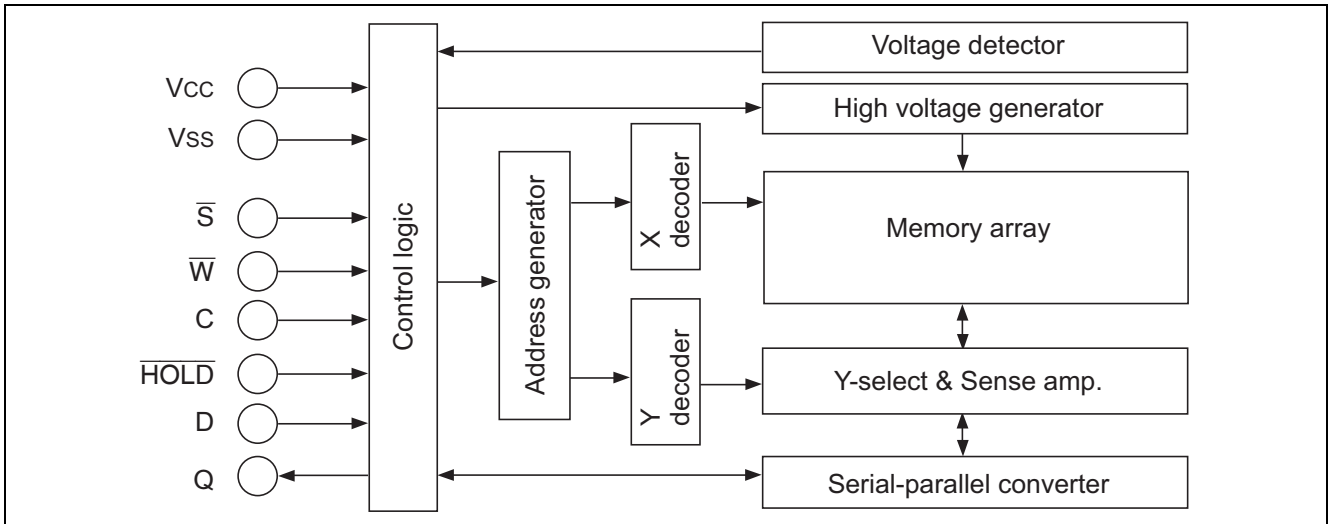 Vcc
Vss
S̅
W̅
C
H̅O̅L̅D̅
D
Q
Control logic
Address generator
X
decoder
Y
decoder
Voltage detector
High voltage generator
Memory array
Y-select & Sense amp.
Serial-parallel converter